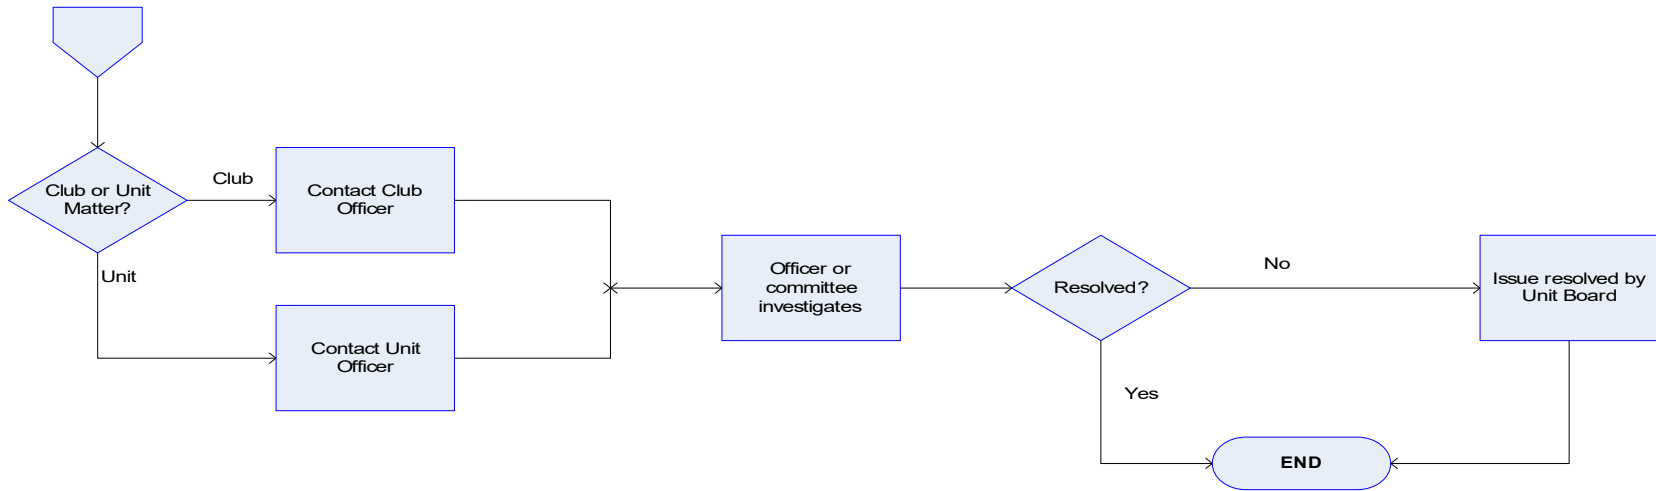 Club or Unit
Matter?
Club
Unit
Contact Club
Officer
Contact Unit
Officer
Officer or
committee
investigates
Resolved?
No
Yes
Issue resolved by
Unit Board
END